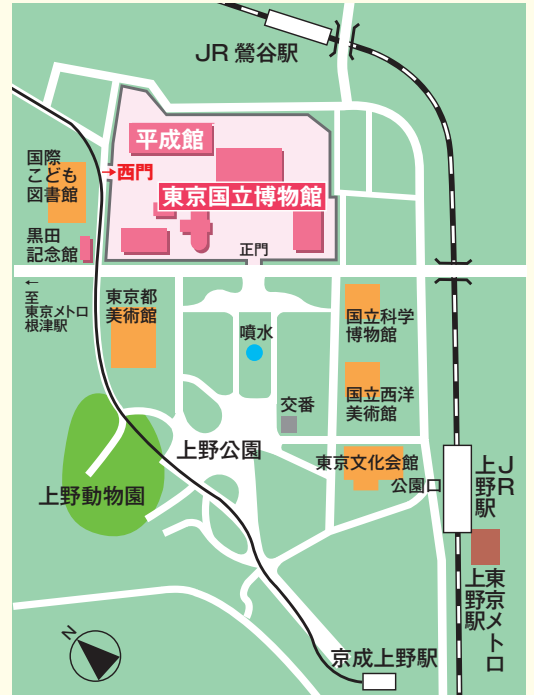 JR 鶯谷駅
平成館
国際
こども
図書館
→西門
東京国立博物館
黒田
記念館
正門
←
至
東京メトロ
根津駅
東京都
美術館
国立科学
博物館
噴水
国立西洋
美術館
交番
上野公園
東京文化会館
公園口
JR
上野駅
上野動物園
東京メトロ
上野駅
京成上野駅
N